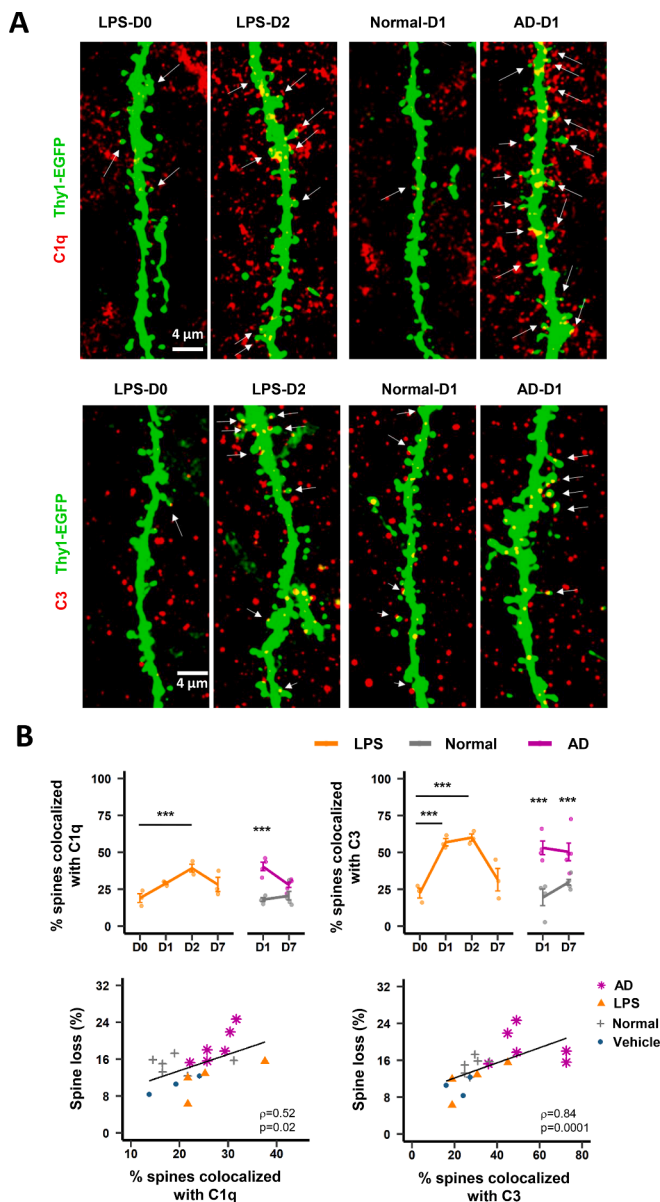 A
LPS-D0 LPS-D2 Normal-D1 AD-D1
C1q Thy1-EGFP
4 µm
LPS-D0 LPS-D2 Normal-D1 AD-D1
C3 Thy1-EGFP
4 µm
B
LPS Normal AD
% spines colocalized
with C1q
100
75
50
25
0
***
***
D0 D1 D2 D7 D1 D7
% spines colocalized
with C3
100
75
50
25
0
***
***
*** ***
D0 D1 D2 D7 D1 D7
Spine loss (%)
32
24
16
8
0
ρ=0.52
p=0.02
10 20 30 40
% spines colocalized
with C1q
Spine loss (%)
32
24
16
8
0
ρ=0.84
p=0.0001
0 20 40 60 80
% spines colocalized
with C3
AD
LPS
Normal
Vehicle